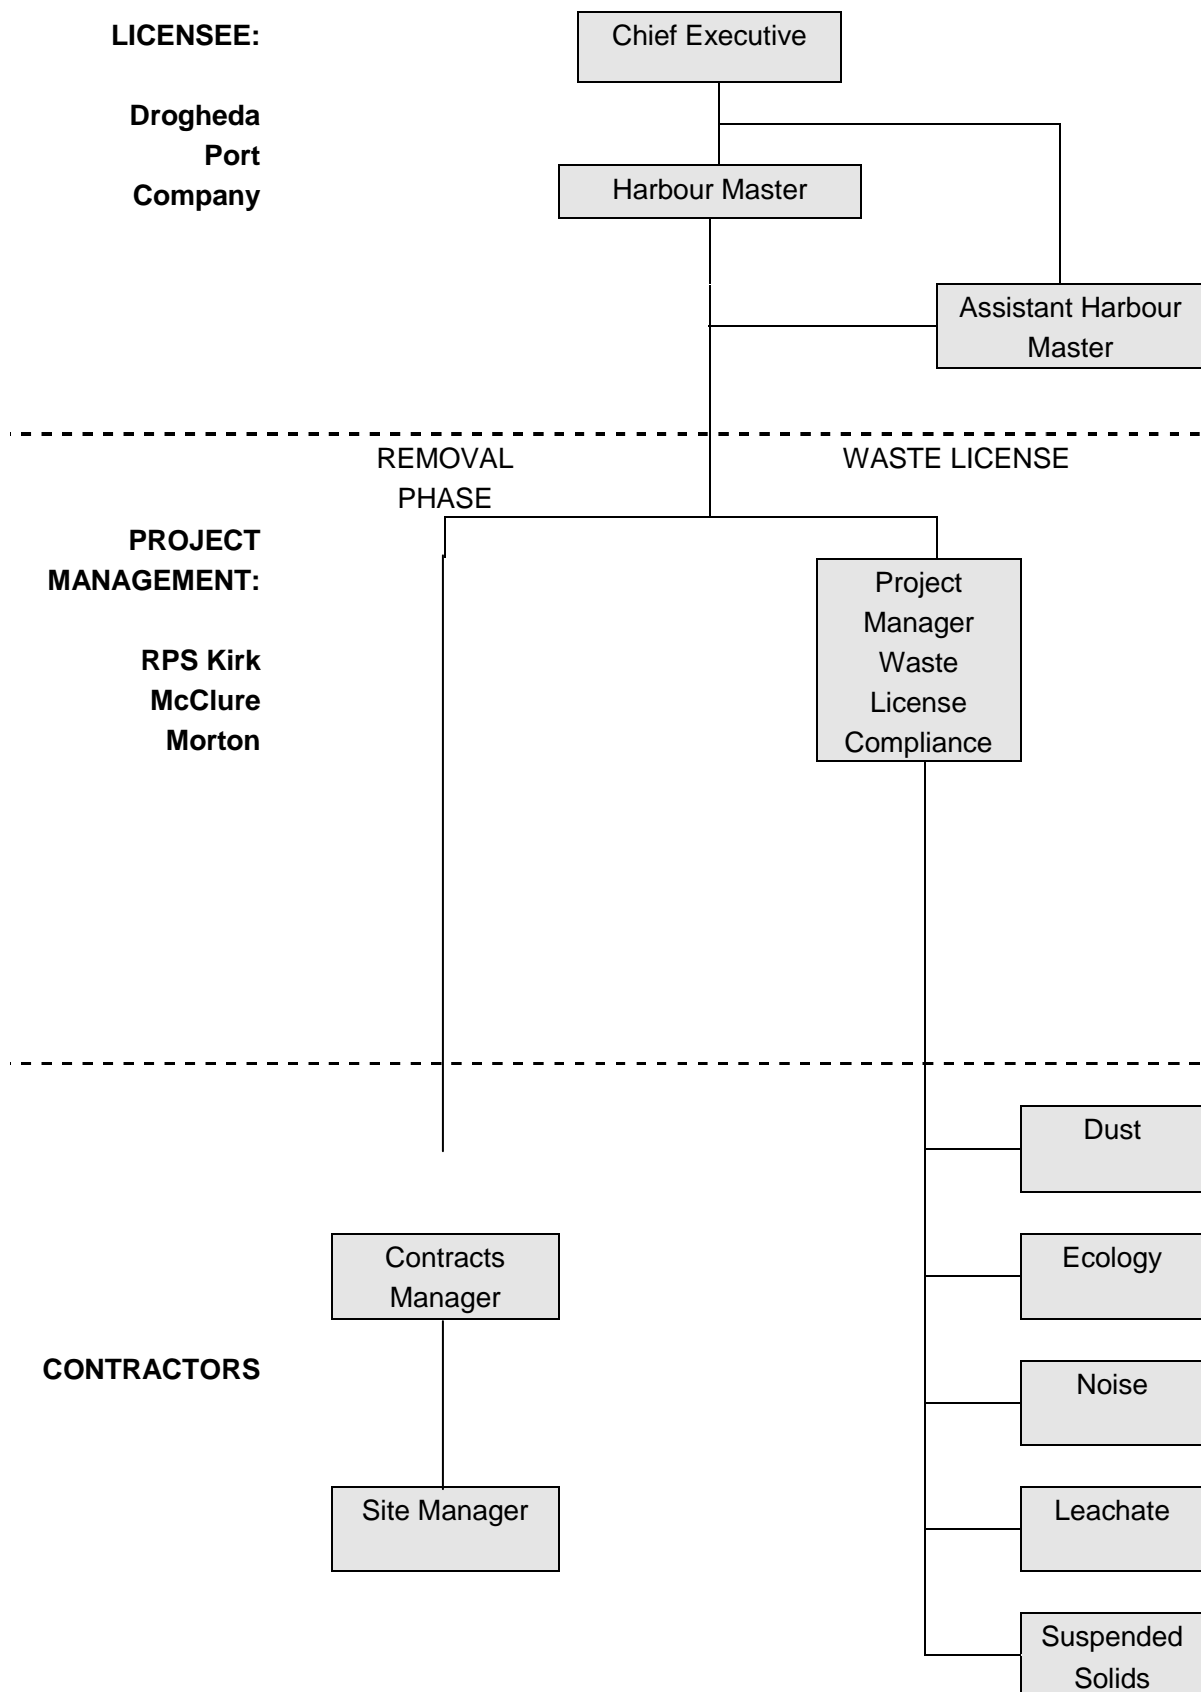 LICENSEE:
Drogheda
Port
Company
Chief Executive
Harbour Master
Assistant Harbour
Master
REMOVAL
PHASE
WASTE LICENSE
PROJECT
MANAGEMENT:
RPS Kirk
McClure
Morton
Project
Manager
Waste
License
Compliance
CONTRACTORS
Contracts
Manager
Site Manager
Dust
Ecology
Noise
Leachate
Suspended
Solids